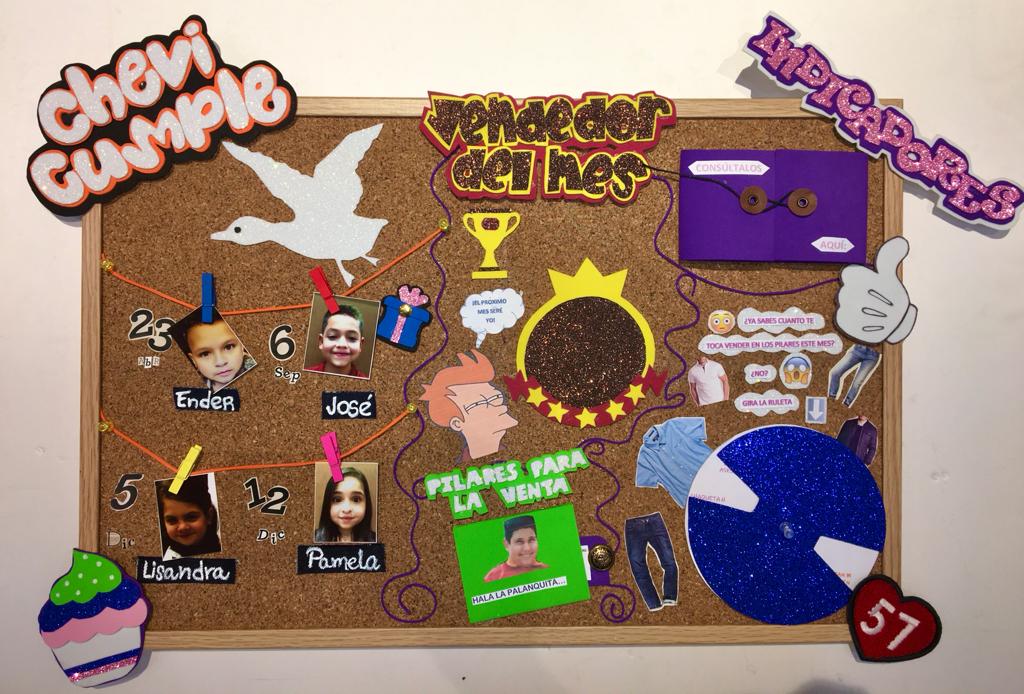 chevi
cumple
Vendedor
del mes
INDICADORES
CONSÚLTALOS
AQUÍ:
23
Abr
Ender
6
Sep
José
5
Dic
Lisandra
12
Dic
Pamela
¡EL PROXIMO
MES SERÉ
YO!
PILARES PARA
LA VENTA
HALA LA PALANQUITA...
¿YA SABES CUANTO TE
TOCA VENDER EN LOS PILARES ESTE MES?
¿NO?
GIRA LA RULETA
57